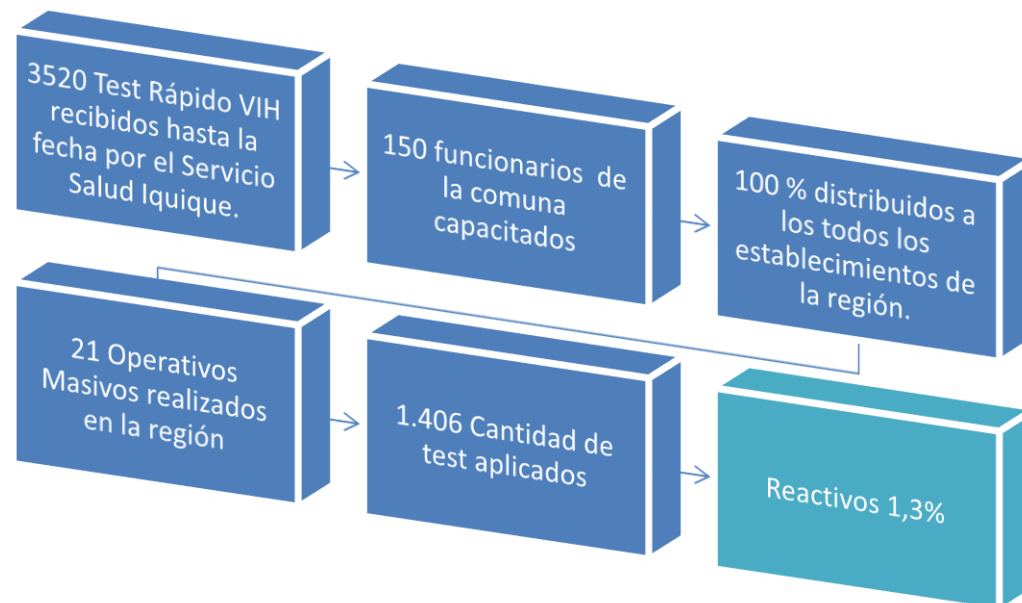 3520 Test Rápido VIH
recibidos hasta la
fecha por el Servicio
Salud Iquique.
150 funcionarios de
la comuna
capacitados
100 % distribuidos a
los todos los
establecimientos de
la región.
21 Operativos
Masivos realizados
en la región
1.406 Cantidad de
test aplicados
Reactivos 1,3%